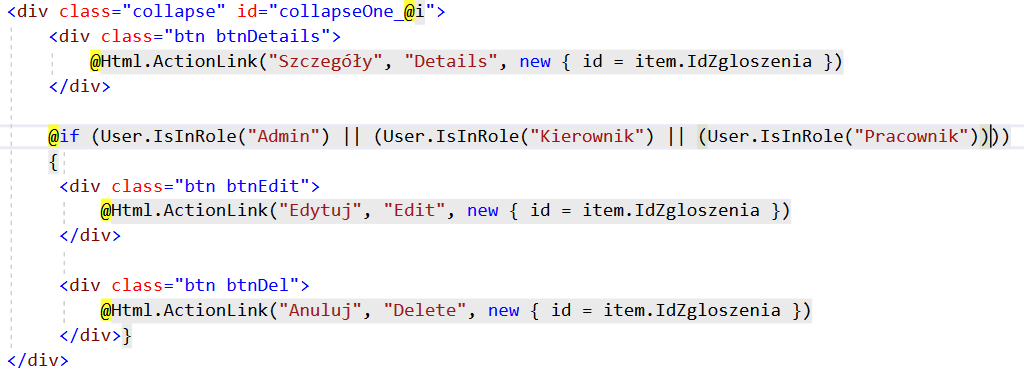 <div class="collapse" id="collapseOne_@i">
<div class="btn btnDetails">
@Html.ActionLink("Szczegóły", "Details", new { id = item.IdZgloszenia })
</div>
@if (User.IsInRole("Admin") || (User.IsInRole("Kierownik") || (User.IsInRole("Pracownik"))))
{
<div class="btn btnEdit">
@Html.ActionLink("Edytuj", "Edit", new { id = item.IdZgloszenia })
</div>
<div class="btn btnDel">
@Html.ActionLink("Anuluj", "Delete", new { id = item.IdZgloszenia })
</div>}
</div>